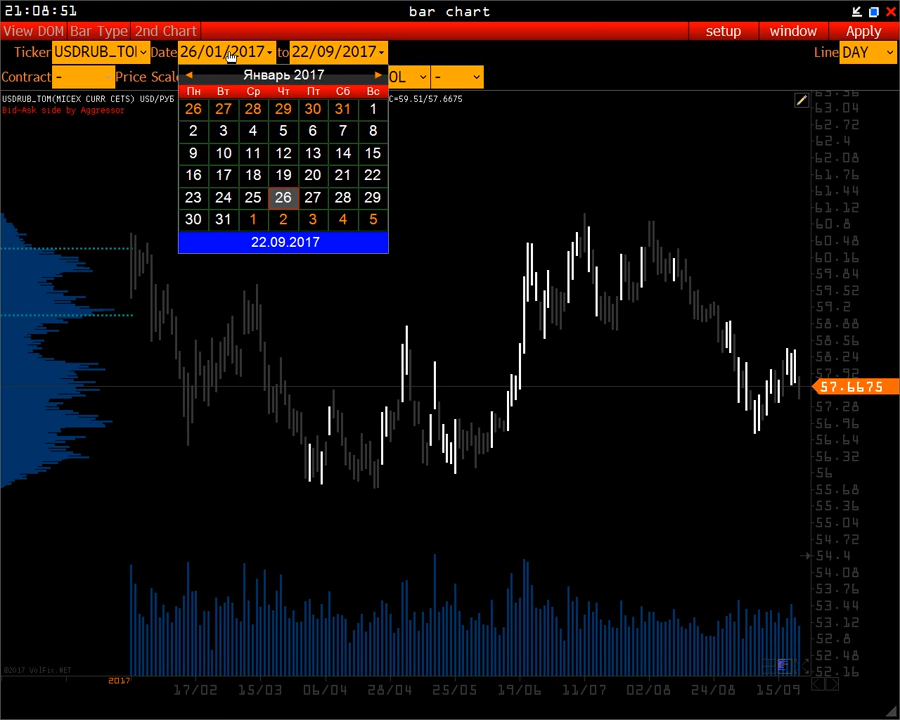 21:08:51 bar chart
View DOM Bar Type 2nd Chart setup window Apply
Ticker USDRUB_TO Date 26/01/2017 to 22/09/2017 Line DAY
Contract - Price Scale OL -
USDRUB_TOM(MICEX CURR CETS) USD/РУБ C=59.51/57.6675
Bid-Ask side by Aggressor
Январь 2017
Пн Вт Ср Чт Пт Сб Вс
26 27 28 29 30 31 1
2 3 4 5 6 7 8
9 10 11 12 13 14 15
16 17 18 19 20 21 22
23 24 25 26 27 28 29
30 31 1 2 3 4 5
22.09.2017
63.04
62.72
62.4
62.08
61.76
61.44
61.12
60.8
60.48
60.16
59.84
59.52
59.2
58.88
58.56
58.24
57.92
57.6675
57.28
56.96
56.64
56.32
56
55.68
55.36
55.04
54.72
54.4
54.08
53.76
53.44
53.12
52.8
52.48
52.16
©2017 VolFix.NET
2017 17/02 15/03 06/04 28/04 25/05 19/06 11/07 02/08 24/08 15/09